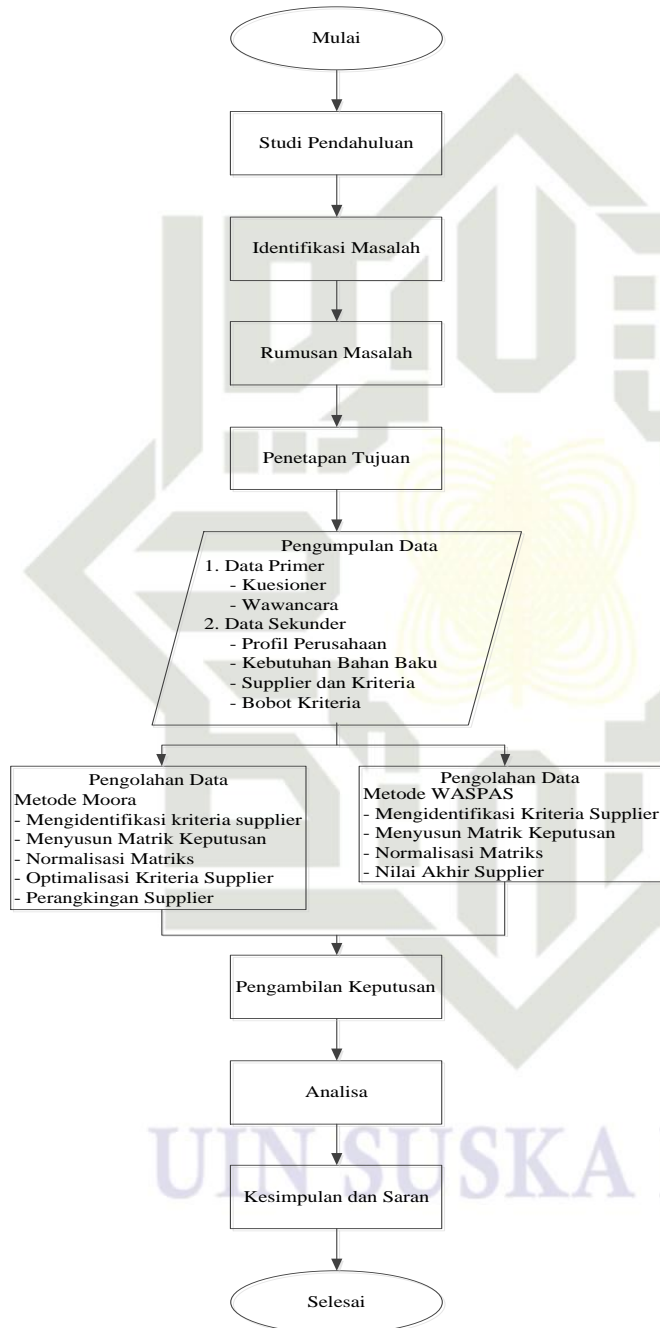 Mulai
Studi Pendahuluan
Identifikasi Masalah
Rumusan Masalah
Penetapan Tujuan
Pengumpulan Data
1. Data Primer
- Kuesioner
- Wawancara
2. Data Sekunder
- Profil Perusahaan
- Kebutuhan Bahan Baku
- Supplier dan Kriteria
- Bobot Kriteria
Pengolahan Data
Metode Moora
- Mengidentifikasi kriteria supplier
- Menyusun Matrik Keputusan
- Normalisasi Matriks
- Optimalisasi Kriteria Supplier
- Perangkingan Supplier
Pengolahan Data
Metode WASPAS
- Mengidentifikasi Kriteria Supplier
- Menyusun Matrik Keputusan
- Normalisasi Matriks
- Nilai Akhir Supplier
Pengambilan Keputusan
Analisa
UIN SUSKA
Kesimpulan dan Saran
Selesai